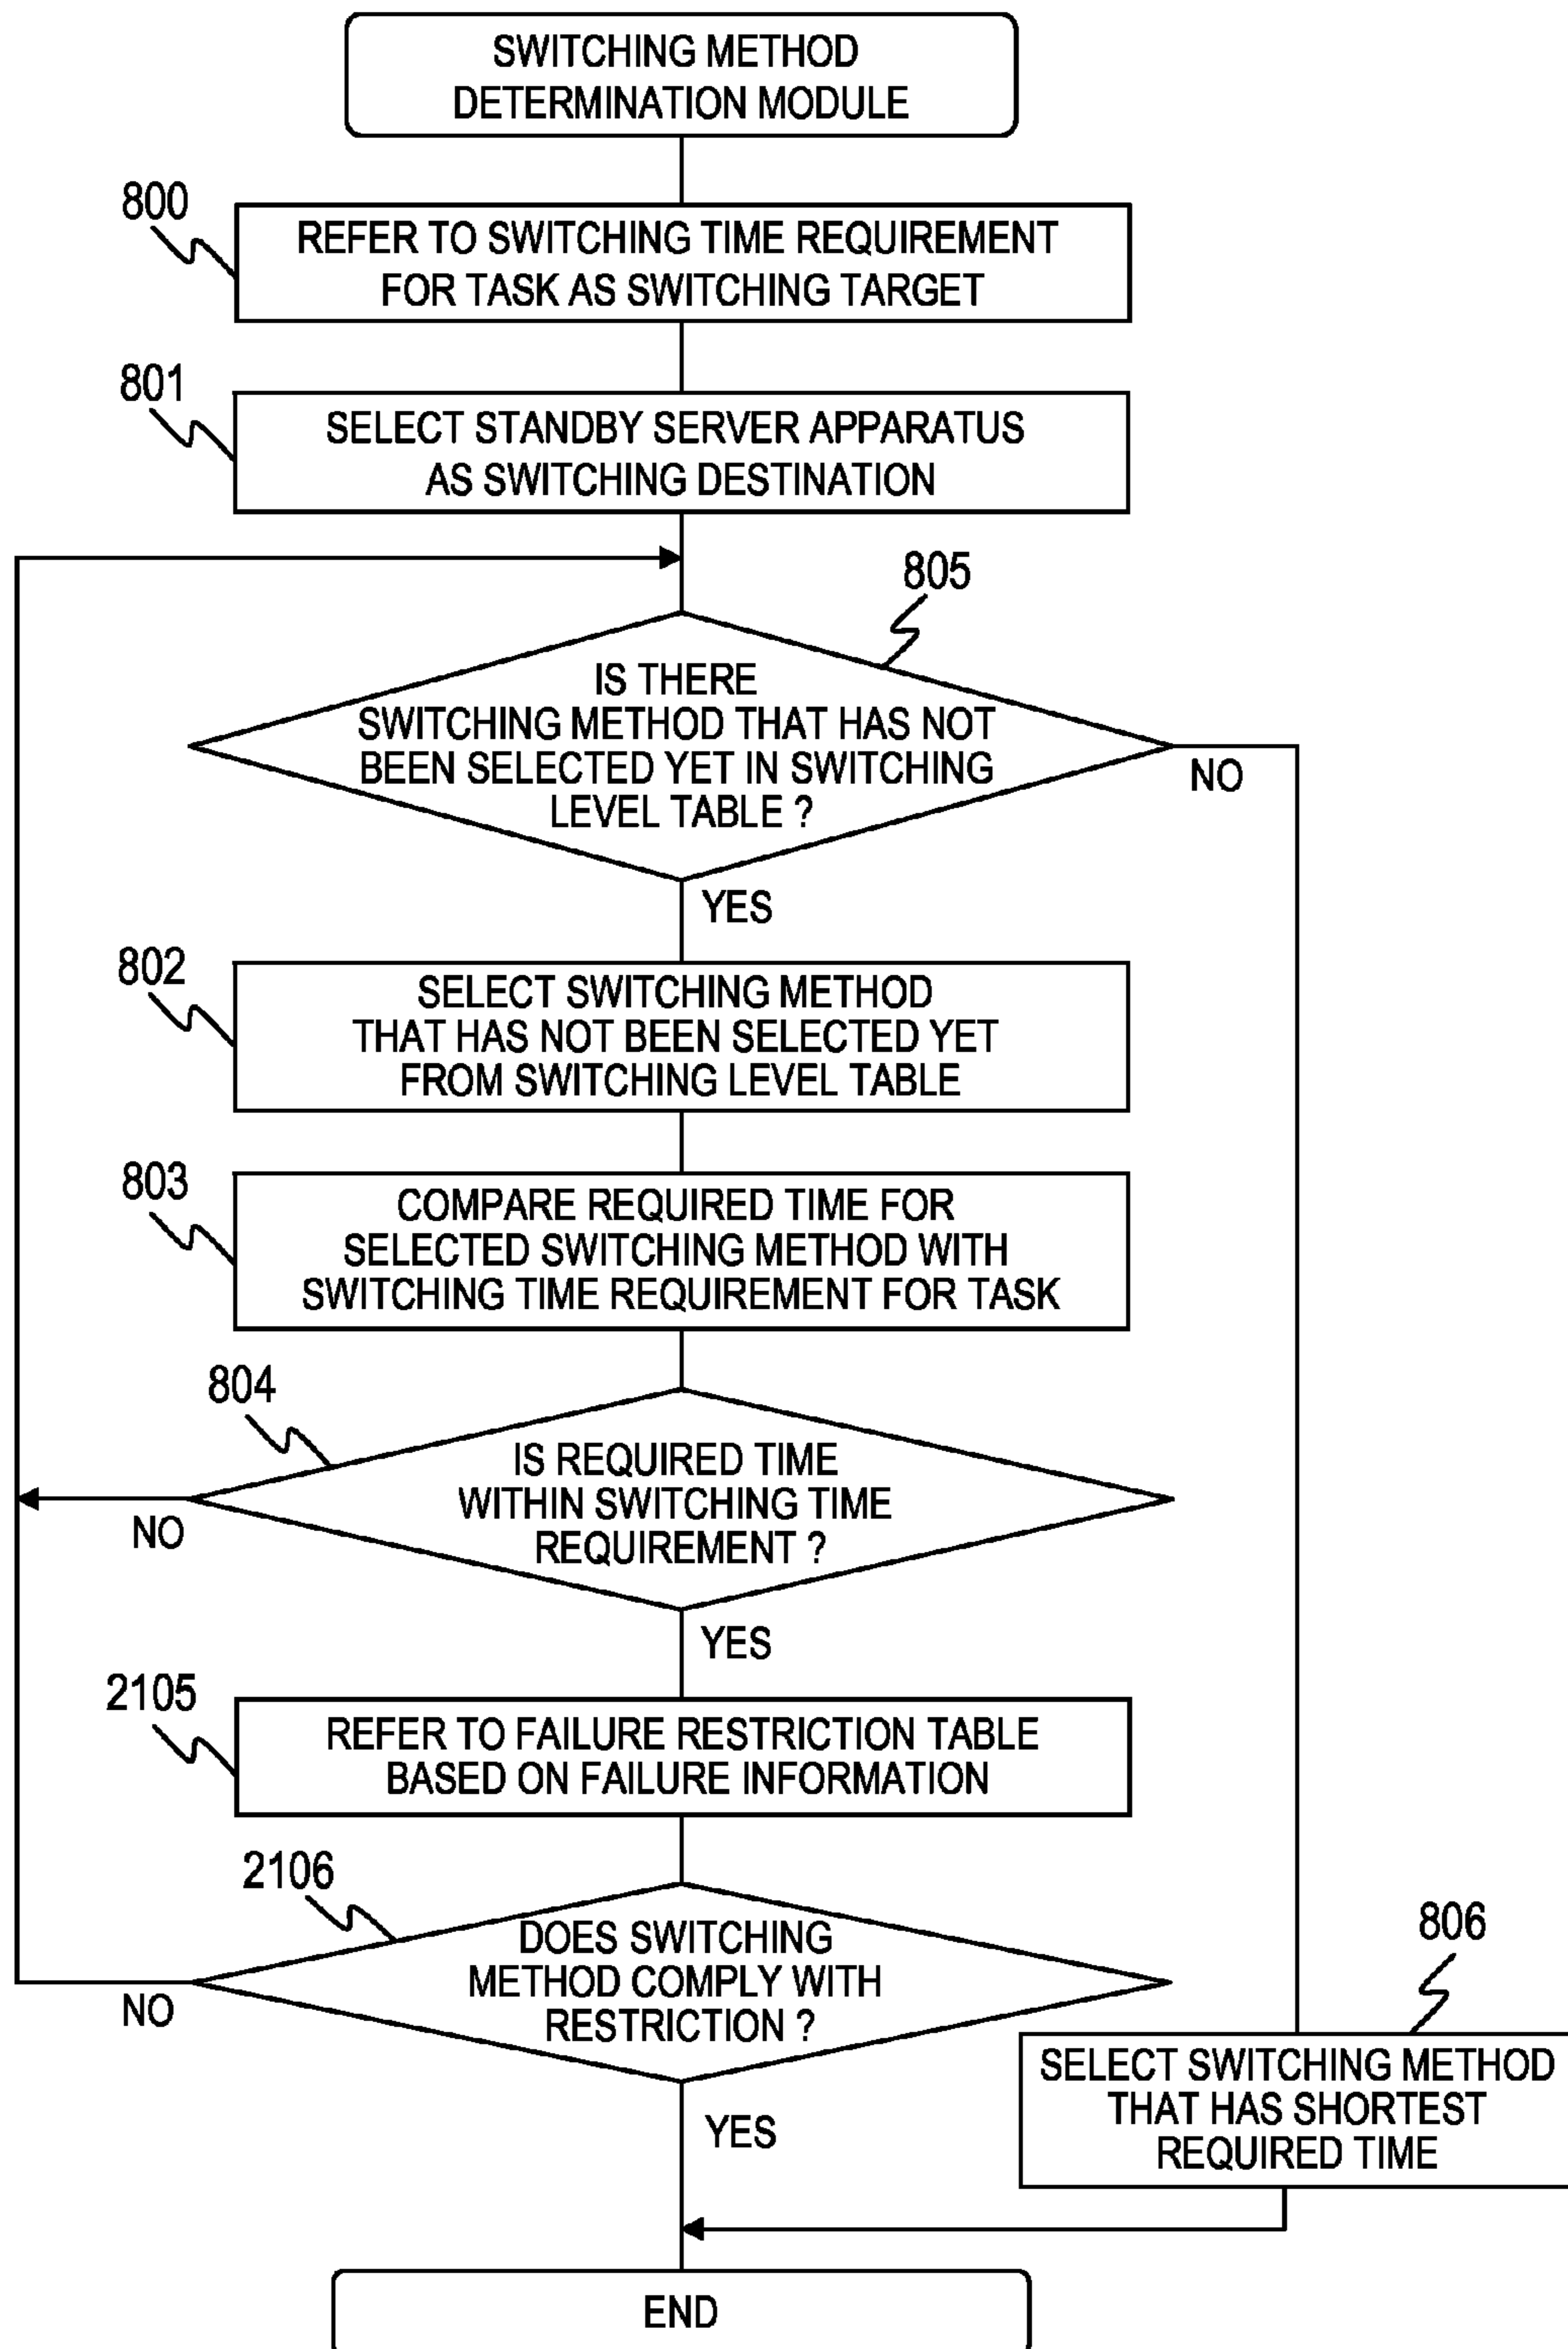 SWITCHING METHOD
DETERMINATION MODULE
800
REFER TO SWITCHING TIME REQUIREMENT
FOR TASK AS SWITCHING TARGET
801
SELECT STANDBY SERVER APPARATUS
AS SWITCHING DESTINATION
805
IS THERE
SWITCHING METHOD THAT HAS NOT
BEEN SELECTED YET IN SWITCHING
LEVEL TABLE ?
NO
YES
802
SELECT SWITCHING METHOD
THAT HAS NOT BEEN SELECTED YET
FROM SWITCHING LEVEL TABLE
803
COMPARE REQUIRED TIME FOR
SELECTED SWITCHING METHOD WITH
SWITCHING TIME REQUIREMENT FOR TASK
804
IS REQUIRED TIME
WITHIN SWITCHING TIME
REQUIREMENT ?
NO
YES
2105
REFER TO FAILURE RESTRICTION TABLE
BASED ON FAILURE INFORMATION
2106
DOES SWITCHING
METHOD COMPLY WITH
RESTRICTION ?
NO
YES
806
SELECT SWITCHING METHOD
THAT HAS SHORTEST
REQUIRED TIME
END